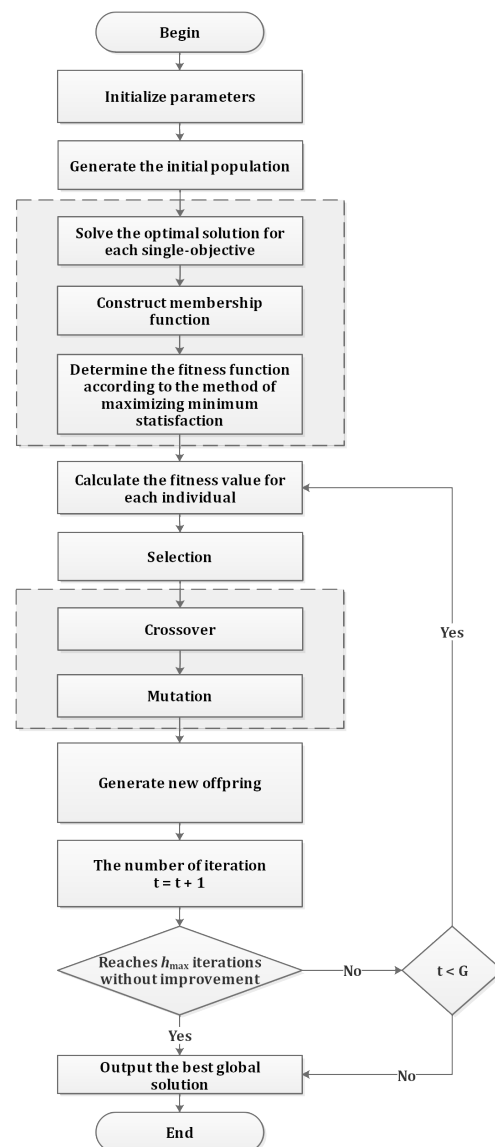 Begin
Initialize parameters
Generate the initial population
Solve the optimal solution for
each single-objective
Construct membership
function
Determine the fitness function
according to the method of
maximizing minimum
statisfaction
Calculate the fitness value for
each individual
Selection
Crossover
Yes
Mutation
Generate new offpring
The number of iteration
t = t + 1
Reaches hmax iterations
without improvement
No
t < G
Yes
Output the best global
solution
No
End